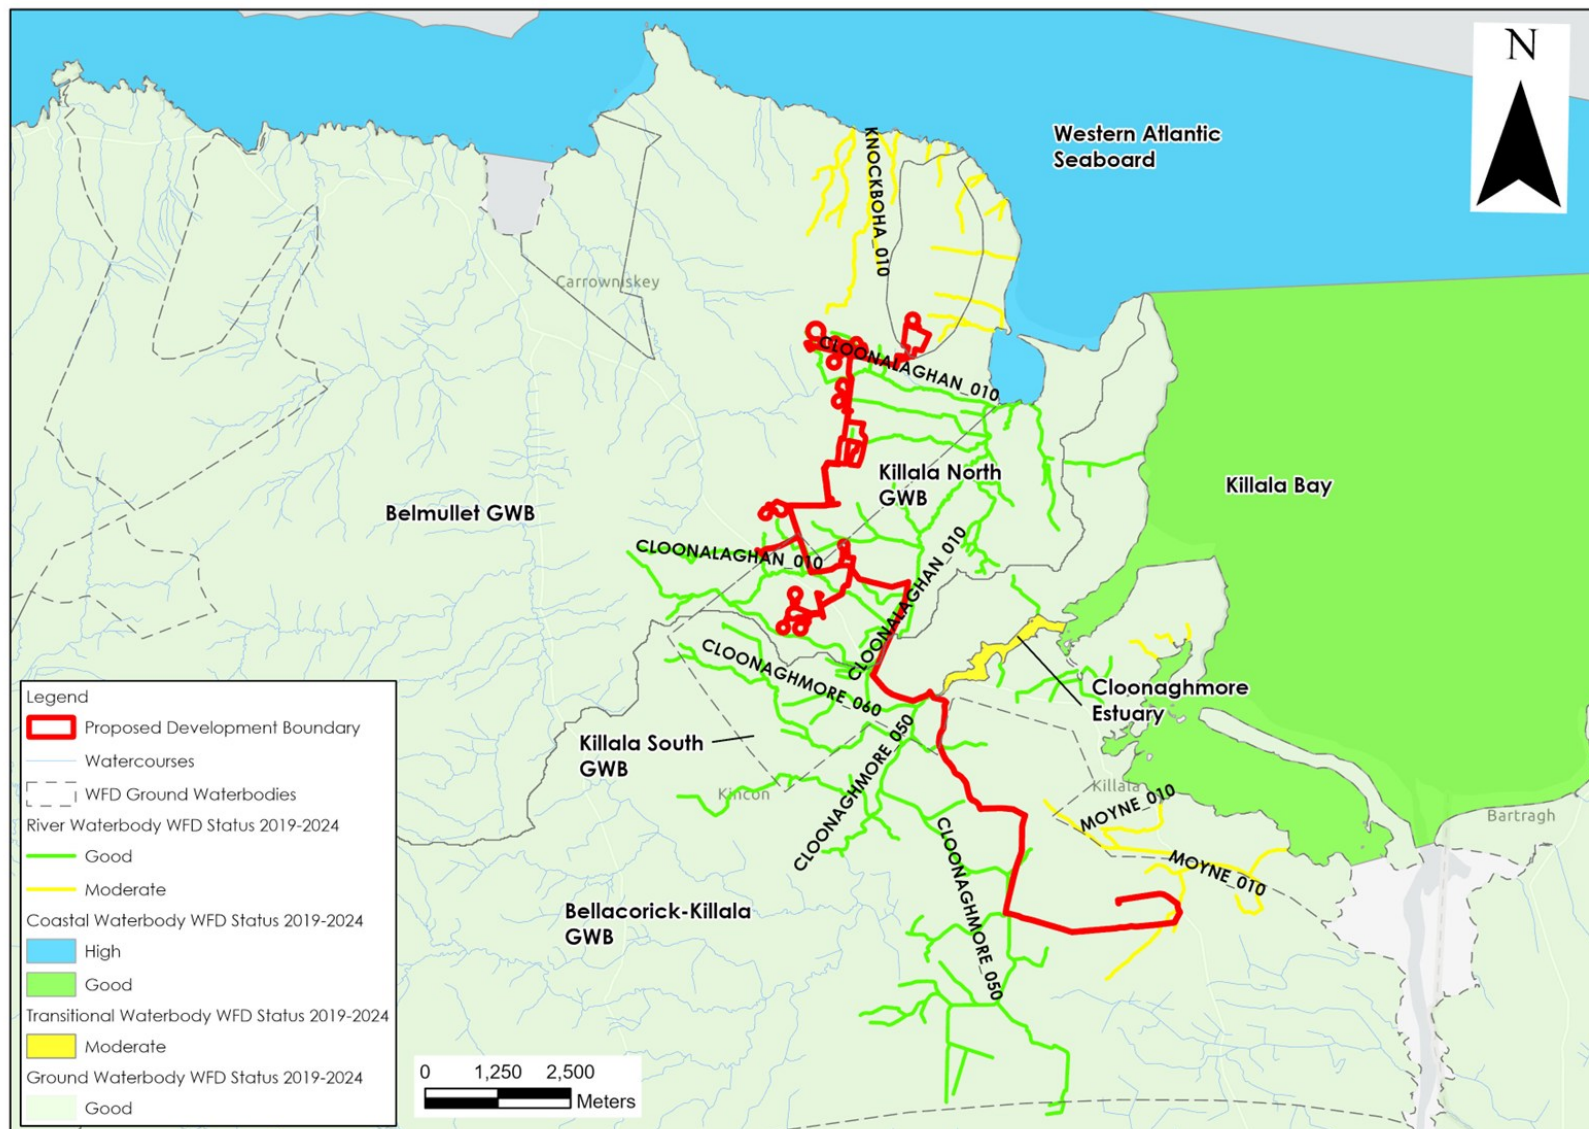 N
Western Atlantic
Seaboard
KNOCKBOHA_010
Carrowniskey
CLOONALAGHAN_010
Killala North
GWB
Killala Bay
Belmullet GWB
CLOONALAGHAN_010
CLOONALAGHAN_010
CLOONAGHMORE_060
Cloonaghmore
Estuary
Killala South
GWB
CLOONAGHMORE_050
Kincon
Killala
MOYNE_010
Bartragh
MOYNE_010
CLOONAGHMORE_050
Bellacorick-Killala
GWB
Legend
Proposed Development Boundary
Watercourses
WFD Ground Waterbodies
River Waterbody WFD Status 2019-2024
Good
Moderate
Coastal Waterbody WFD Status 2019-2024
High
Good
Transitional Waterbody WFD Status 2019-2024
Moderate
Ground Waterbody WFD Status 2019-2024
Good
0 1,250 2,500
Meters